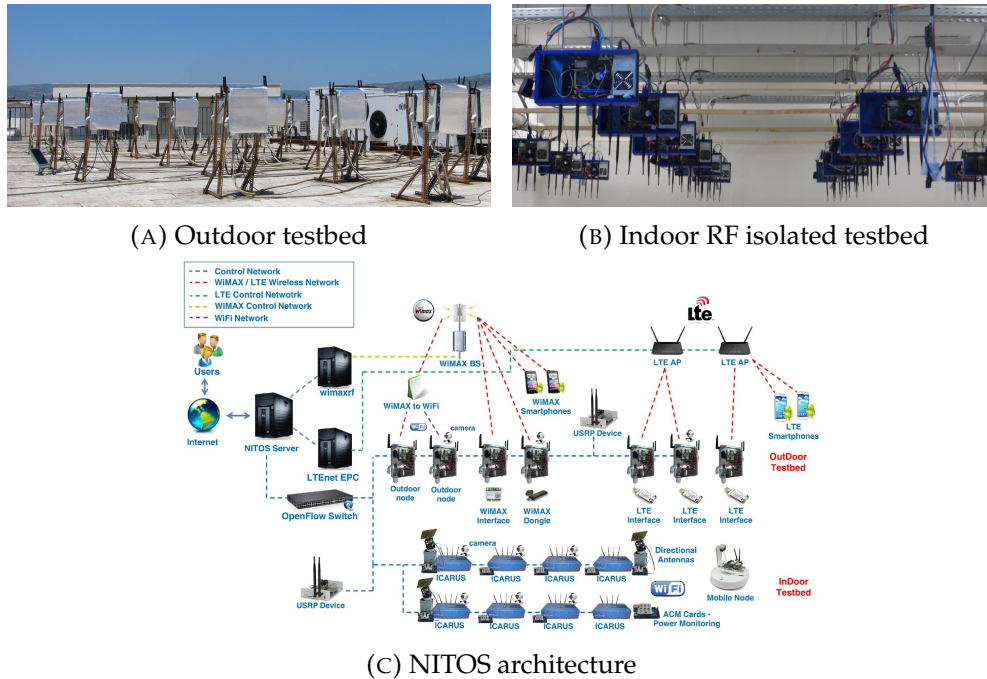 (A) Outdoor testbed
(B) Indoor RF isolated testbed
Control Network
WiMAX / LTE Wireless Network
LTE Control Networtrk
WiMAX Control Network
WiFi Network
wimax
WiMAX BS
Lte
LTE AP
LTE AP
Users
wimaxrf
WiMAX to WiFi
WiMAX
Smartphones
USRP Device
LTE
Smartphones
Internet
NITOS Server
LTEnet EPC
WiFi
camera
OutDoor
Testbed
Outdoor
node
Outdoor
node
WiMAX
Interface
WiMAX
Dongle
LTE
Interface
LTE
Interface
LTE
Interface
OpenFlow Switch
camera
Directional
Antennas
ICARUS
ICARUS
ICARUS
ICARUS
USRP Device
WiFi
Mobile Node
InDoor
Testbed
ICARUS
ICARUS
ICARUS
ICARUS
ACM Cards -
Power Monitoring
(C) NITOS architecture